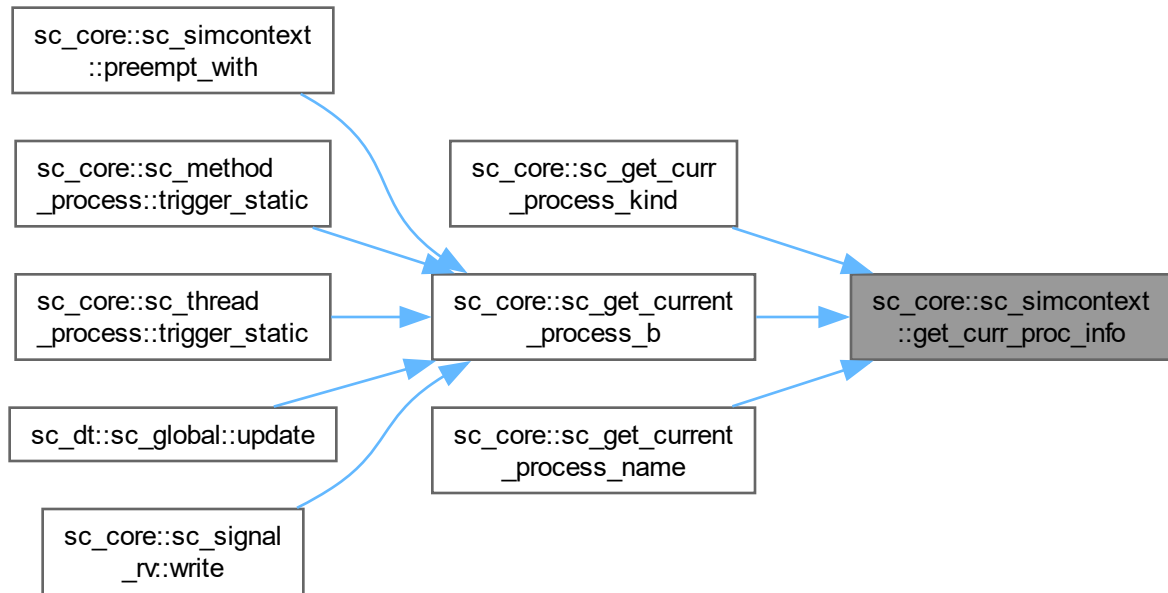 sc_core::sc_simcontext
::preempt_with
sc_core::sc_method
_process::trigger_static
sc_core::sc_thread
_process::trigger_static
sc_dt::sc_global::update
sc_core::sc_signal
_rv::write
sc_core::sc_get_curr
_process_kind
sc_core::sc_get_current
_process_b
sc_core::sc_get_current
_process_name
sc_core::sc_simcontext
::get_curr_proc_info